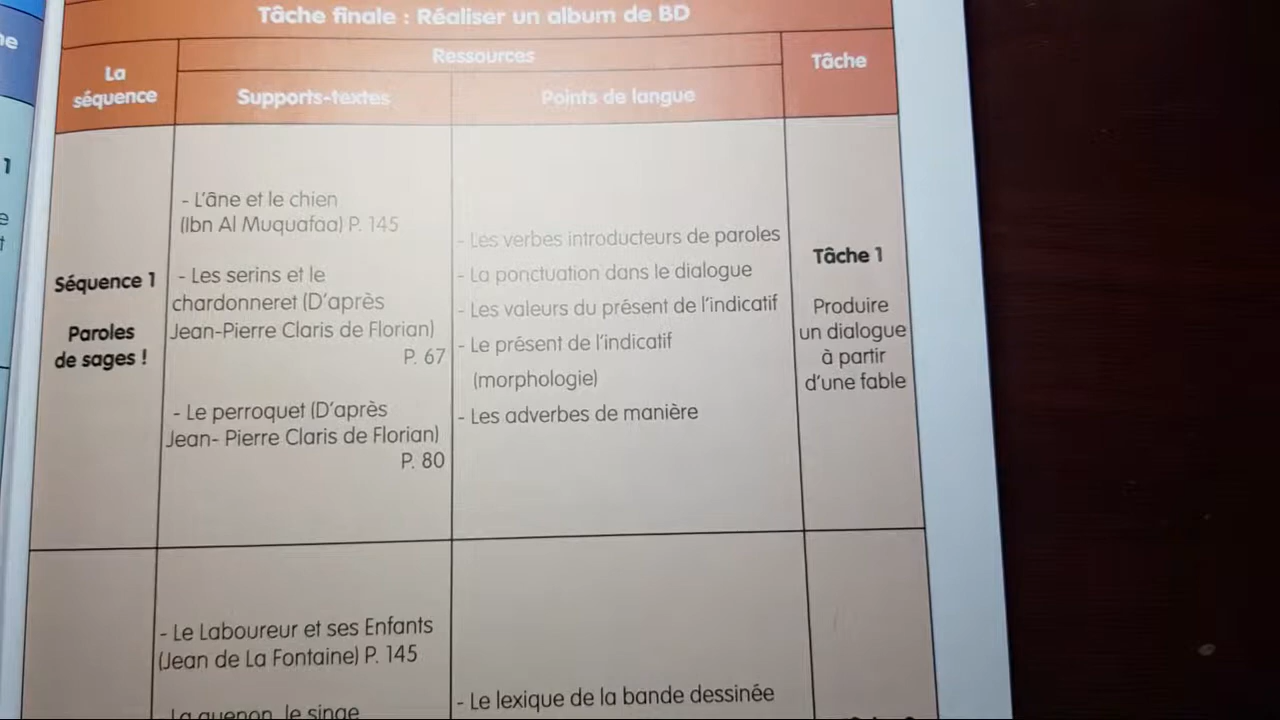 Tâche finale : Réaliser un album de BD
La
séquence
Ressources
Tâche
Supports-textes
Points de langue
Séquence 1
Paroles
de sages !
- L'âne et le chien
(Ibn Al Muquafaa) P. 145
- Les serins et le
chardonneret (D'après
Jean-Pierre Claris de Florian)
P. 67
- Le perroquet (D'après
Jean- Pierre Claris de Florian)
P. 80
- Les verbes introducteurs de paroles
- La ponctuation dans le dialogue
- Les valeurs du présent de l'indicatif
- Le présent de l'indicatif
(morphologie)
- Les adverbes de manière
Tâche 1
Produire
un dialogue
à partir
d'une fable
- Le Laboureur et ses Enfants
(Jean de La Fontaine) P. 145
La guenon, le singe
- Le lexique de la bande dessinée
1